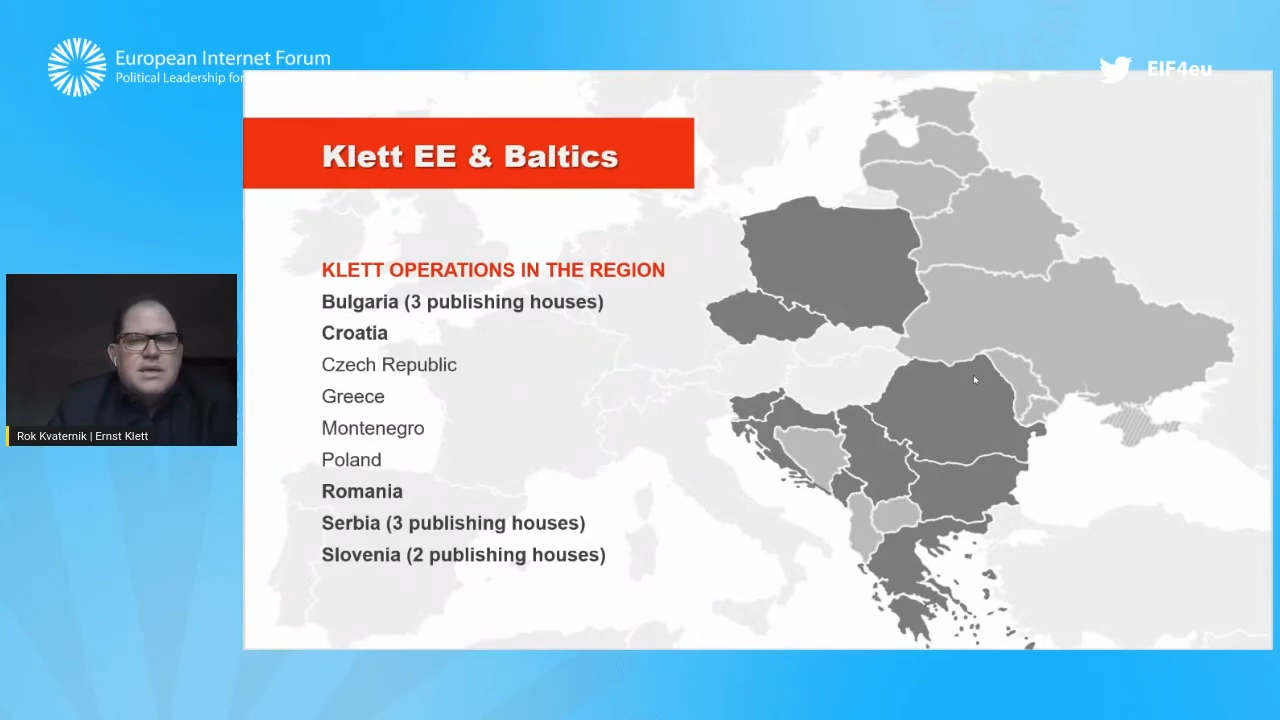 European Internet Forum
Political Leadership for
EIF4eu
Klett EE & Baltics
KLETT OPERATIONS IN THE REGION
Bulgaria (3 publishing houses)
Croatia
Czech Republic
Greece
Montenegro
Poland
Romania
Serbia (3 publishing houses)
Slovenia (2 publishing houses)
Rok Kvaternik | Ernst Klett